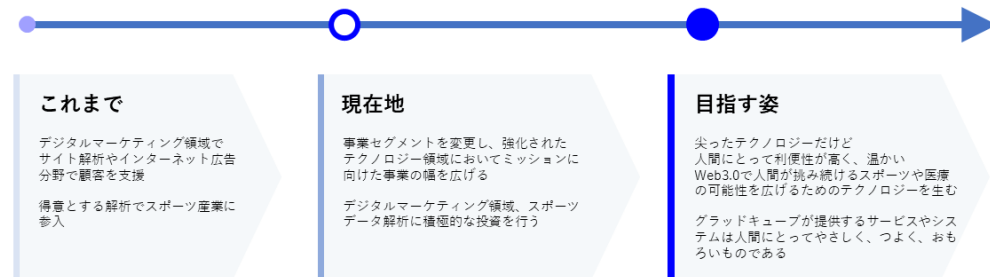 これまで
デジタルマーケティング領域で
サイト解析やインターネット広告
分野で顧客を支援
得意とする解析でスポーツ産業に
参入
現在地
事業セグメントを変更し、強化された
テクノロジー領域においてミッションに
向けた事業の幅を広げる
デジタルマーケティング領域、スポーツ
データ解析に積極的な投資を行う
目指す姿
尖ったテクノロジーだけど
人間にとって利便性が高く、温かい
Web3.0で人間が挑み続けるスポーツや医療
の可能性を広げるためのテクノロジーを生む
グラッドキューブが提供するサービスやシス
テムは人間にとってやさしく、つよく、おも
ろいものである